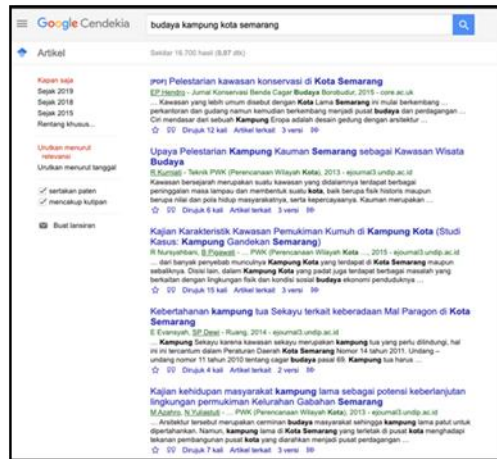 Google Cendekia
budaya kampung kota semarang
Artikel
Sekitar 16.700 hasil (0,07 dtk)
Kapan saja
Sejak 2019
Sejak 2018
Sejak 2015
Rentang khusus...
Urutkan menurut relevansi
Urutkan menurut tanggal
sertakan paten
mencakup kutipan
Buat lansiran
[PDF] Pelestarian kawasan konservasi di Kota Semarang
EP Hendro - Jurnal Konservasi Benda Cagar Budaya Borobudur, 2015 - core.ac.uk
... Kawasan yang lebih umum disebut dengan Kota Lama Semarang ini mulai berkembang ...
perkantoran dan gudang namun kemudian berkembang menjadi pusat budaya dan perdagangan ...
Ciri mendasar dari sebuah Kampung Eropa adalah desain gedung dengan arsitektur ...
Dirujuk 12 kali Artikel terkait 3 versi
Upaya Pelestarian Kampung Kauman Semarang sebagai Kawasan Wisata
Budaya
R Kurniati - Teknik PWK (Perencanaan Wilayah Kota), 2013 - ejournal3.undip.ac.id
Kawasan bersejarah merupakan suatu kawasan yang didalamnya terdapat berbagai
peninggalan masa lampau dan membentuk suatu kota, baik berupa fisik historis maupun
berupa nilai dan pola hidup masyarakatnya, serta kepercayaanya. Kauman merupakan ...
Dirujuk 6 kali Artikel terkait 3 versi
Kajian Karakteristik Kawasan Pemukiman Kumuh di Kampung Kota (Studi
Kasus: Kampung Gandekan Semarang)
R Nursyahbani, B Pigawati - ... PWK (Perencanaan Wilayah Kota ..., 2015 - ejournal3.undip.ac.id
... dari banyak penyebab munculnya Kampung Kota yang terdapat di Kota Semarang maupun
sebaliknya. Disisi lain, dalam Kampung Kota yang padat juga terdapat berbagai masalah yang
berkaitan dengan lingkungan fisik dan kondisi sosial budaya ekonomi penduduknya ...
Dirujuk 15 kali Artikel terkait 3 versi
Kebertahanan kampung tua Sekayu terkait keberadaan Mal Paragon di Kota
Semarang
E Evansyah, SP Dewi - Ruang, 2014 - ejournal3.undip.ac.id
... Kampung Sekayu karena kawasan sekayu merupakan kampung tua yang perlu dilindungi, hal
ini ini tercantum dalam Peraturan Daerah Kota Semarang Nomor 14 tahun 2011. Undang –
undang nomor 11 tahun 2010 tentang cagar budaya pasal 69. Kampung tua harus ...
Dirujuk 4 kali Artikel terkait 2 versi
Kajian kehidupan masyarakat kampung lama sebagai potensi keberlanjutan
lingkungan permukiman Kelurahan Gabahan Semarang
M Azahro, N Yuliastuti - ... PWK (Perencanaan Wilayah Kota), 2013 - ejournal3.undip.ac.id
... Arsitektur tersebut merupakan cerminan budaya masyarakat sehingga kampung lama patut untuk
dipertahankan. Namun, kampung lama di Kota Semarang yang terletak di pusat kota menghadapi
tekanan pembangunan pusat kota yang diarahkan menjadi pusat perdagangan ...
Dirujuk 7 kali Artikel terkait 3 versi